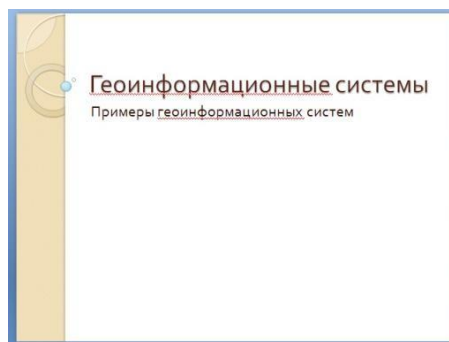 Геоинформационные системы
Примеры геоинформационных систем